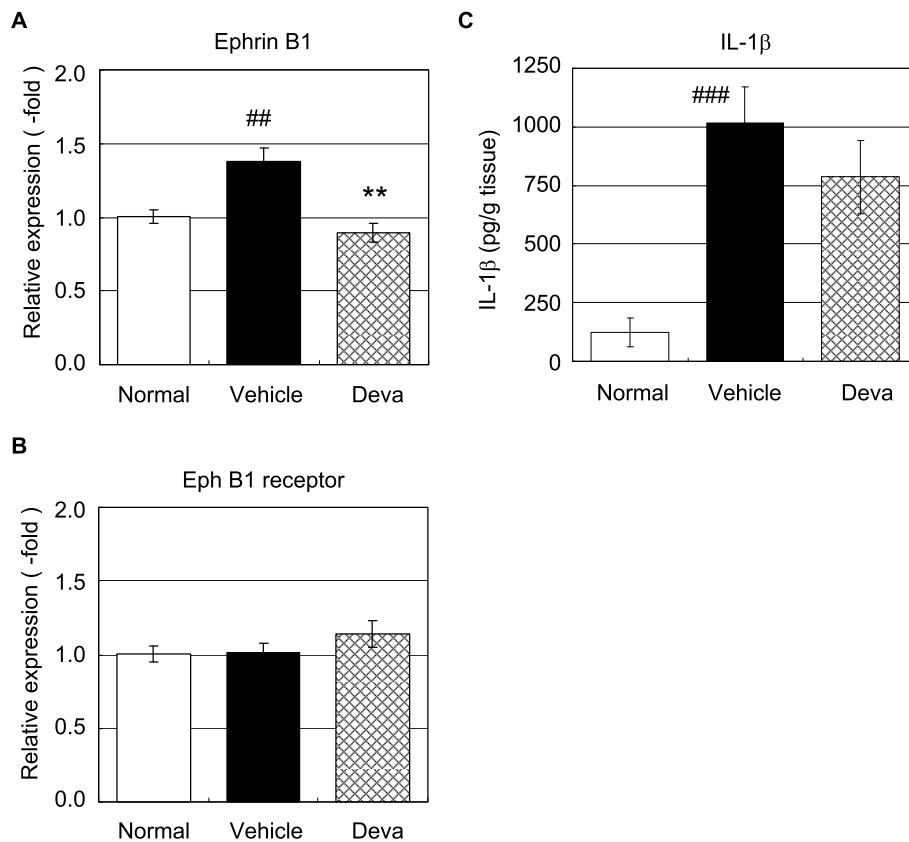 A
Ephrin B1
Relative expression ( -fold )
2.0
1.5
1.0
0.5
0.0
##
**
Normal Vehicle Deva
C
IL-1β
IL-1β (pg/g tissue)
1250
1000
750
500
250
0
###
Normal Vehicle Deva
B
Eph B1 receptor
Relative expression ( -fold )
2.0
1.5
1.0
0.5
0.0
Normal Vehicle Deva